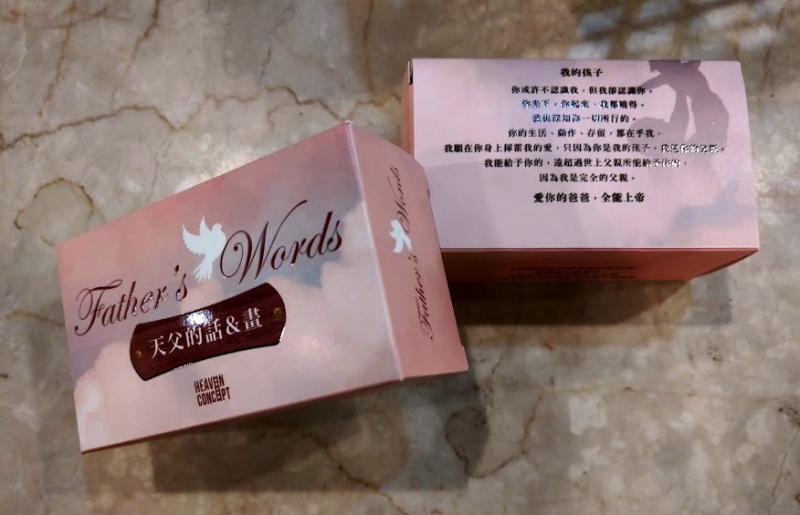 Father's Words
天父的話&畫
HEAVEN
CONCEPT
Father's Words
我的孩子
你或許不認識我，但我卻認識你。
你坐下，你起來，我都曉得。
我也深知你一切所行的。
你的生活、動作、存留，都在乎我。
我願在你身上揮霍我的愛，只因為你是我的孩子，我是你的父親。
我能給予你的，遠超過世上父親所能給予你的，
因為我是完全的父親。
愛你的爸爸，全能上帝